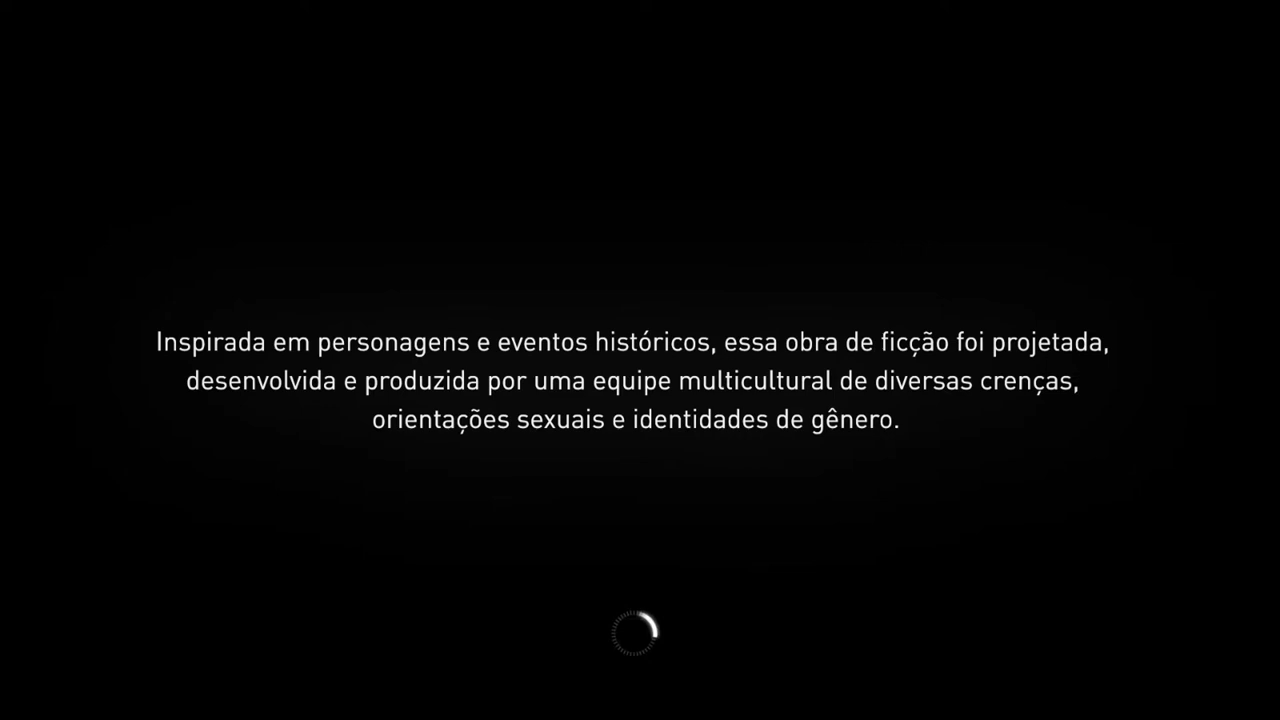 Inspirada em personagens e eventos históricos, essa obra de ficção foi projetada,
desenvolvida e produzida por uma equipe multicultural de diversas crenças,
orientações sexuais e identidades de gênero.